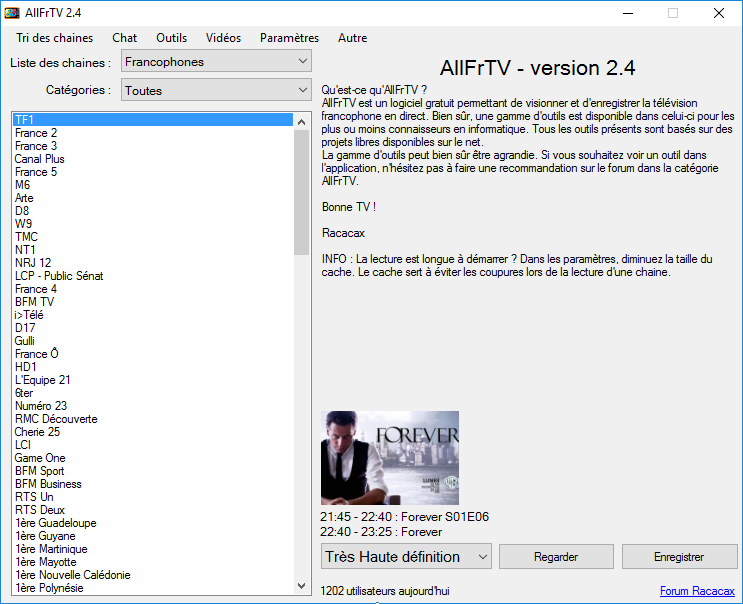 AllFrTV 2.4
Tri des chaines Chat Outils Vidéos Paramètres Autre
Liste des chaines : Francophones
Catégories : Toutes
TF1
France 2
France 3
Canal Plus
France 5
M6
Arte
D8
W9
TMC
NT1
NRJ 12
LCP - Public Sénat
France 4
BFM TV
i>Télé
D17
Gulli
France Ô
HD1
L'Equipe 21
6ter
Numéro 23
RMC Découverte
Cherie 25
LCI
Game One
BFM Sport
BFM Business
RTS Un
RTS Deux
1ère Guadeloupe
1ère Guyane
1ère Martinique
1ère Mayotte
1ère Nouvelle Calédonie
1ère Polynésie
AllFrTV - version 2.4
Qu'est-ce qu'AllFrTV ?
AllFrTV est un logiciel gratuit permettant de visionner et d'enregistrer la télévision
francophone en direct. Bien sûr, une gamme d'outils est disponible dans celui-ci pour les
plus ou moins connaisseurs en informatique. Tous les outils présents sont basés sur des
projets libres disponibles sur le net.
La gamme d'outils peut bien sûr être agrandie. Si vous souhaitez voir un outil dans
l'application, n'hésitez pas à faire une recommandation sur le forum dans la catégorie
AllFrTV.
Bonne TV !
Racacax
INFO : La lecture est longue à démarrer ? Dans les paramètres, diminuez la taille du
cache. Le cache sert à éviter les coupures lors de la lecture d'une chaine.
FOREVER
LUNES
21:45 - 22:40 : Forever S01E06
22:40 - 23:25 : Forever
Très Haute définition Regarder Enregistrer
1202 utilisateurs aujourd'hui Forum Racacax